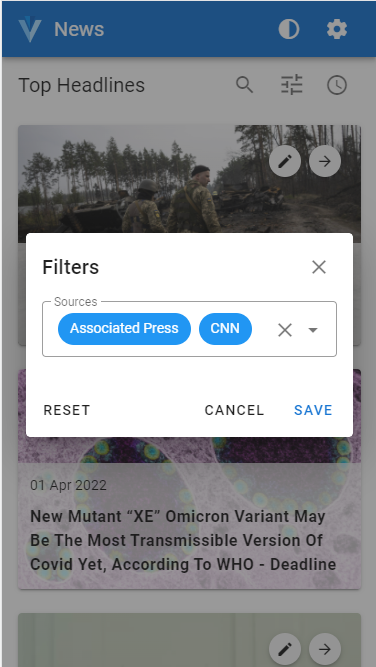 News
Top Headlines
Filters
Sources
Associated Press CNN
RESET CANCEL SAVE
01 Apr 2022
New Mutant “XE” Omicron Variant May
Be The Most Transmissible Version Of
Covid Yet, According To WHO - Deadline